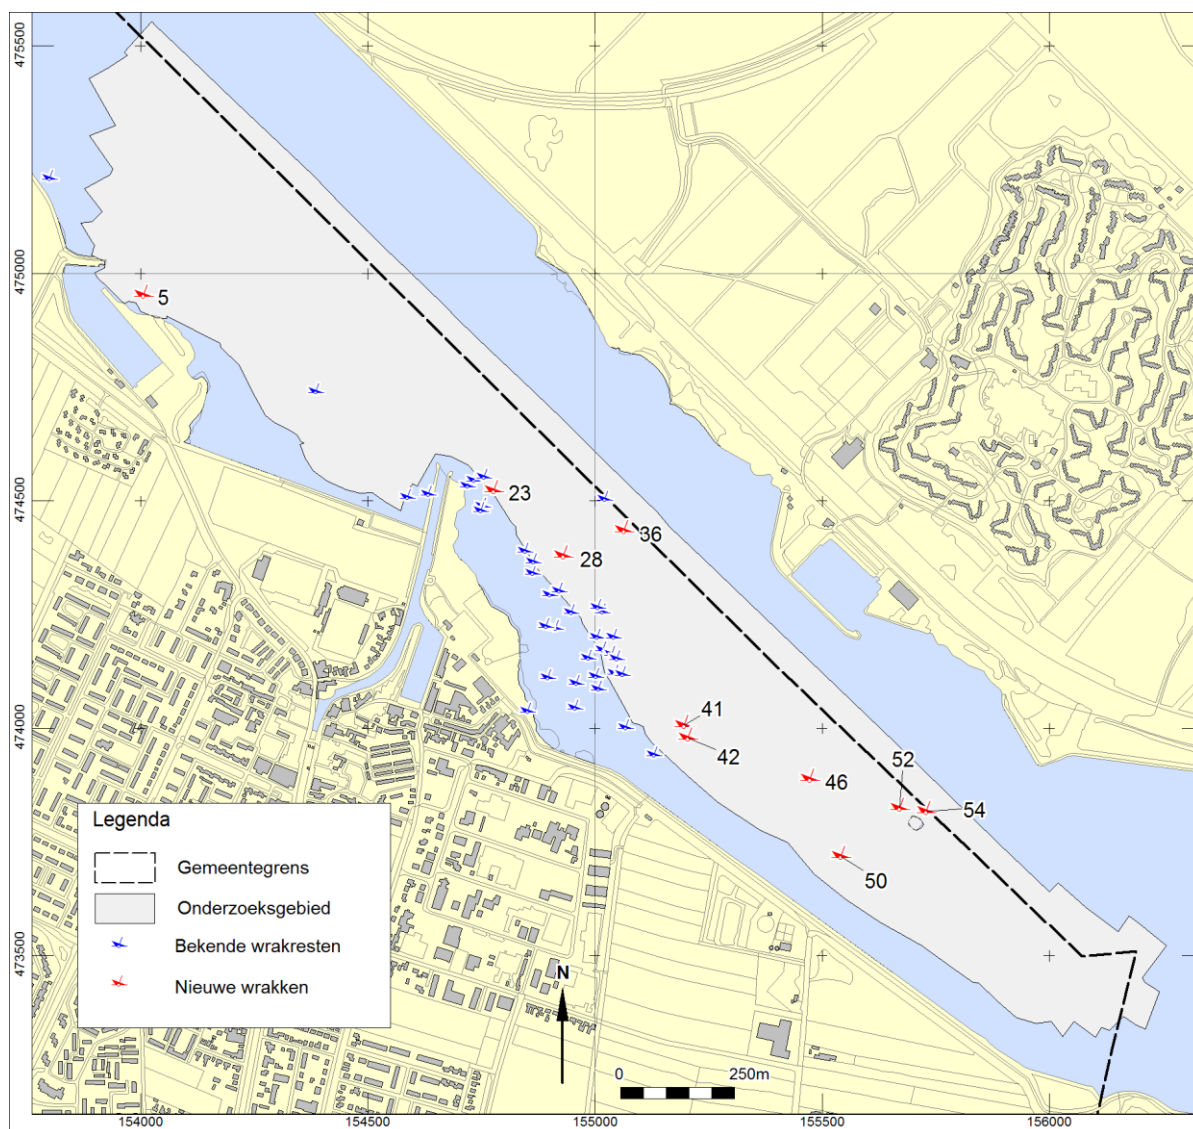 475500
475000
474500
474000
473500
5
23
36
28
41
42
52
46
54
50
Legenda
Gemeentegrens
Onderzoeksgebied
Bekende wrakresten
Nieuwe wrakken
N
0 250m
154000 154500 155000 155500 156000